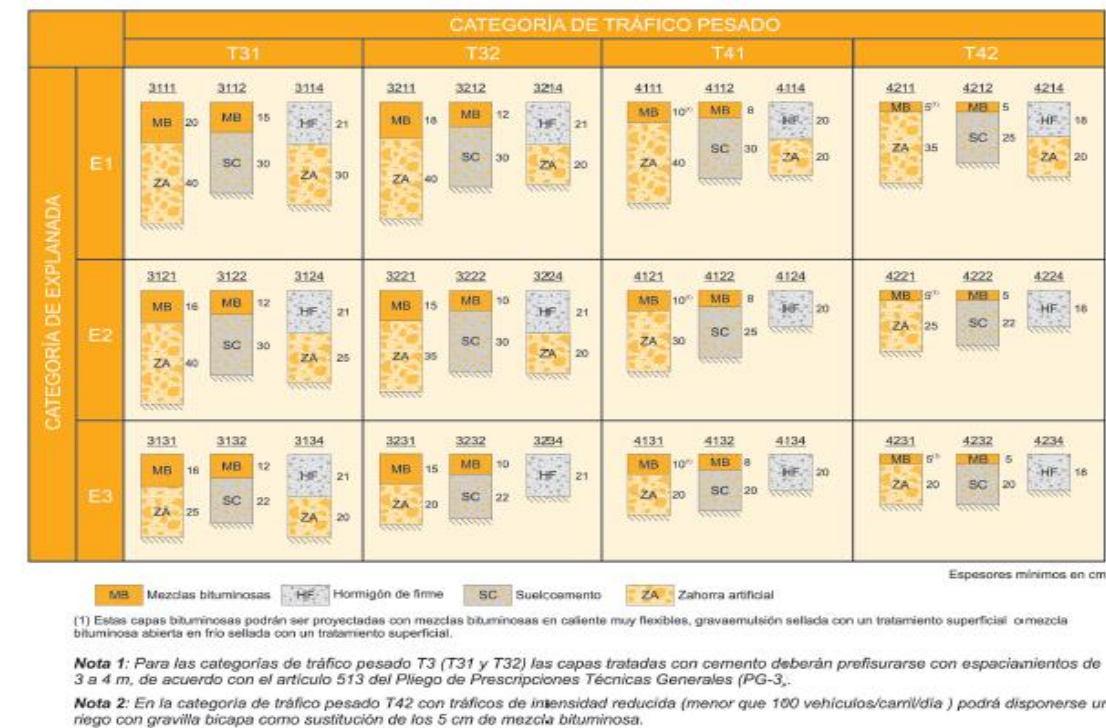 CATEGORÍA DE TRÁFICO PESADO
T31 T32 T41 T42
CATEGORÍA DE EXPLANADA
E1
3111 3112 3114 3211 3212 3214 4111 4112 4114 4211 4212 4214
MB 20 MB 15 HF 21 MB 18 MB 12 HF 21 MB 10(1) MB 8 HF 20 MB 5(1) MB 5 HF 18
ZA 40 SC 30 ZA 30 ZA 40 SC 30 ZA 20 ZA 40 SC 30 ZA 20 ZA 35 SC 25 ZA 20
E2
3121 3122 3124 3221 3222 3224 4121 4122 4124 4221 4222 4224
MB 16 MB 12 HF 21 MB 15 MB 10 HF 21 MB 10(1) MB 8 HF 20 MB 5(1) MB 5 HF 18
ZA 40 SC 30 ZA 25 ZA 35 SC 30 ZA 20 ZA 30 SC 25 ZA 25 SC 22
E3
3131 3132 3134 3231 3232 3234 4131 4132 4134 4231 4232 4234
MB 16 MB 12 HF 21 MB 15 MB 10 HF 21 MB 10(1) MB 8 HF 20 MB 5(1) MB 5 HF 18
ZA 25 SC 22 ZA 20 ZA 20 SC 22 ZA 20 SC 20 ZA 20 SC 20
Espesores mínimos en cm
MB Mezclas bituminosas HF Hormigón de firme SC Suelocemento ZA Zahorra artificial
(1) Estas capas bituminosas podrán ser proyectadas con mezclas bituminosas en caliente muy flexibles, gravaemulsión sellada con un tratamiento superficial o mezcla
bituminosa abierta en frío sellada con un tratamiento superficial.
Nota 1: Para las categorías de tráfico pesado T3 (T31 y T32) las capas tratadas con cemento deberán prefisurarse con espaciamientos de
3 a 4 m, de acuerdo con el artículo 513 del Pliego de Prescripciones Técnicas Generales (PG-3).
Nota 2: En la categoría de tráfico pesado T42 con tráficos de intensidad reducida (menor que 100 vehículos/carril/día ) podrá disponerse un
riego con gravilla bicapa como sustitución de los 5 cm de mezcla bituminosa.